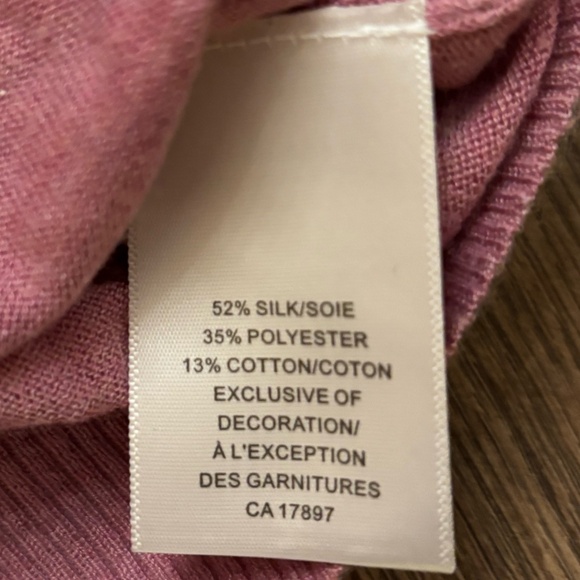 52% SILK/SOIE
35% POLYESTER
13% COTTON/COTON
EXCLUSIVE OF
DECORATION/
À L'EXCEPTION
DES GARNITURES
CA 17897